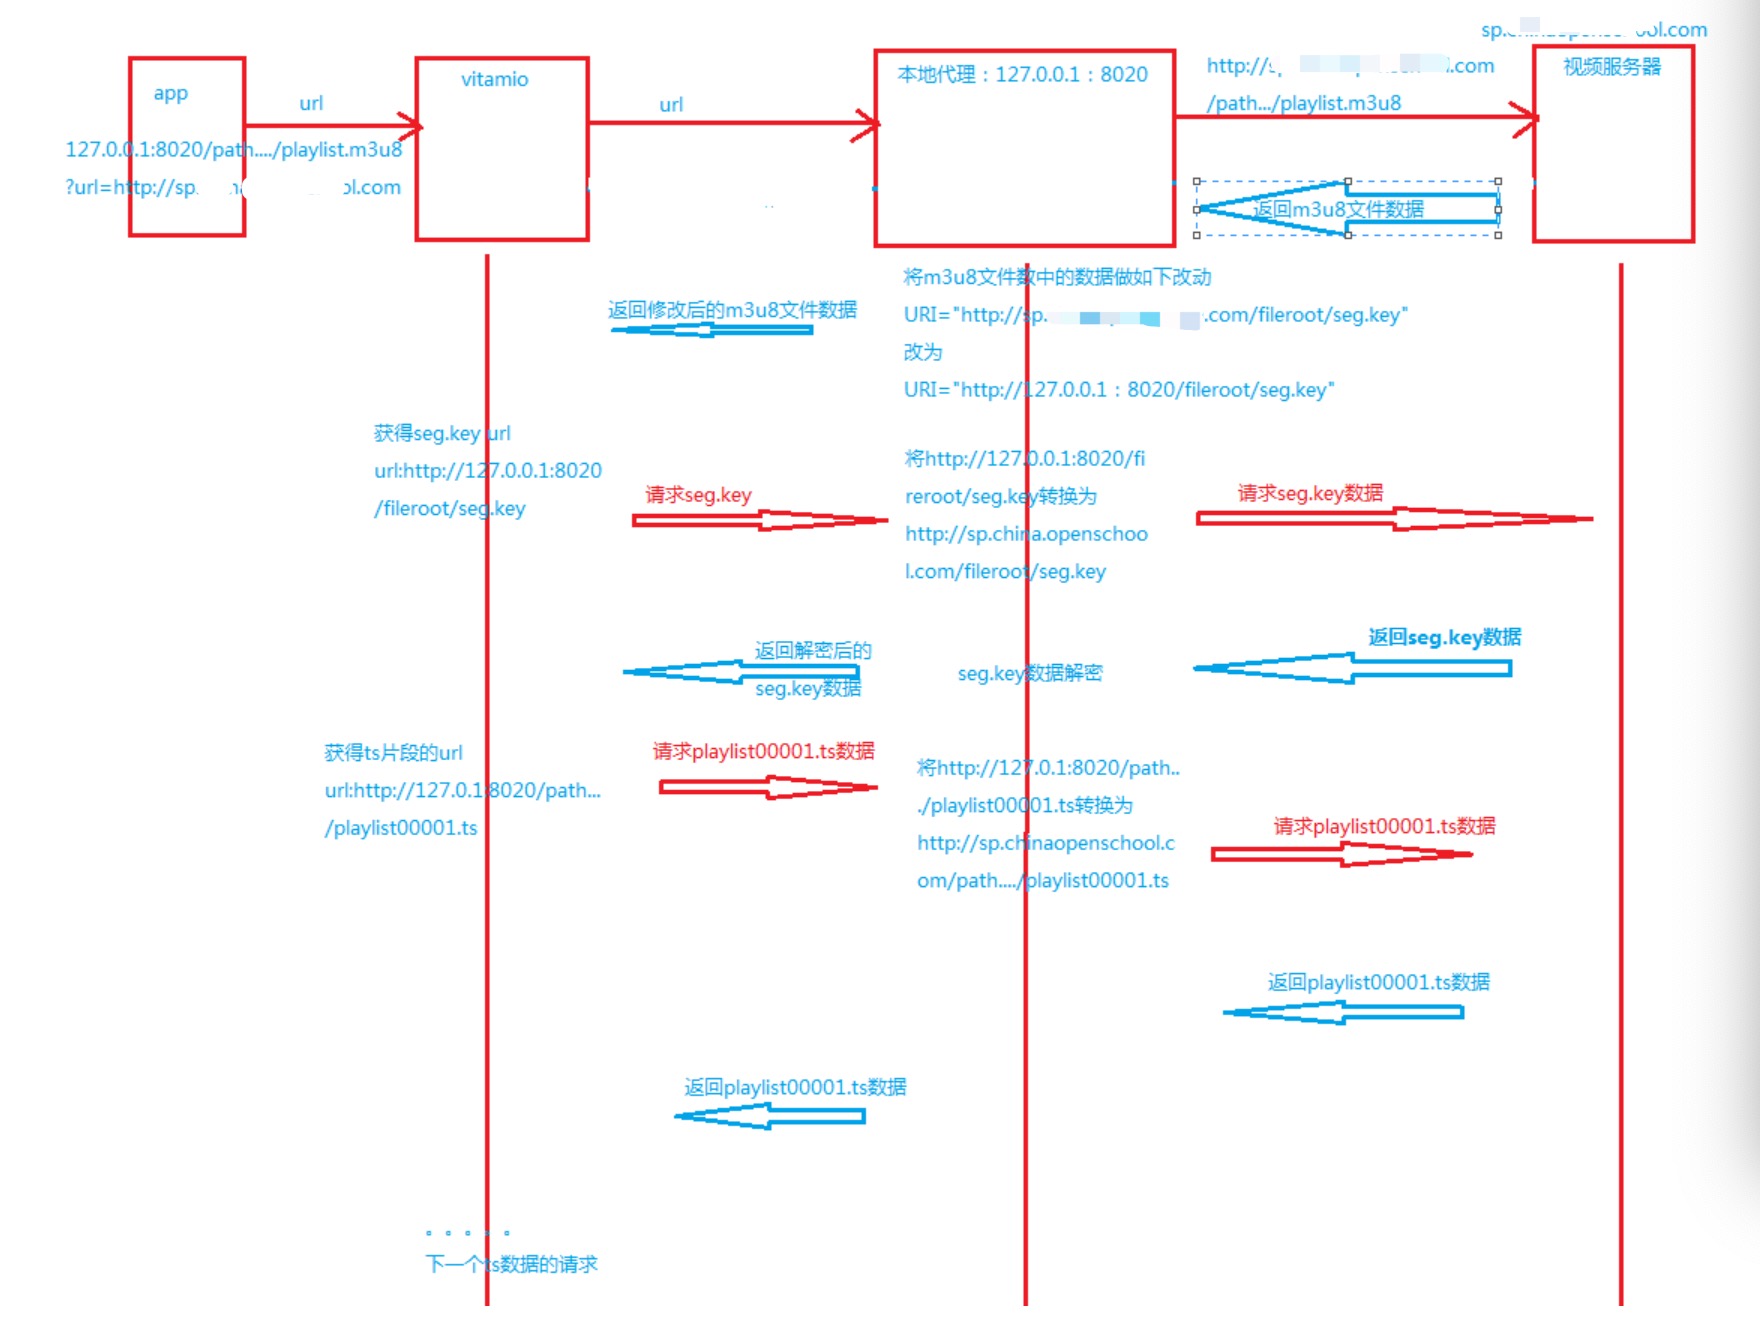 app
url
127.0.0.1:8020/path..../playlist.m3u8
?url=http://sp. ol.com
vitamio
url
本地代理：127.0.0.1：8020
http:// .com
/path.../playlist.m3u8
sp. ol.com
视频服务器
返回m3u8文件数据
将m3u8文件数中的数据做如下改动
URI="http://sp. .com/fileroot/seg.key"
改为
URI="http://127.0.0.1：8020/fileroot/seg.key"
返回修改后的m3u8文件数据
获得seg.key url
url:http://127.0.0.1:8020
/fileroot/seg.key
请求seg.key
将http://127.0.0.1:8020/fi
reroot/seg.key转换为
http://sp.china.openschoo
l.com/fileroot/seg.key
请求seg.key数据
返回seg.key数据
seg.key数据解密
返回解密后的
seg.key数据
获得ts片段的url
url:http://127.0.1:8020/path...
/playlist00001.ts
请求playlist00001.ts数据
将http://127.0.1:8020/path..
./playlist00001.ts转换为
http://sp.chinaopenschool.c
om/path..../playlist00001.ts
请求playlist00001.ts数据
返回playlist00001.ts数据
返回playlist00001.ts数据
。。。。。
下一个ts数据的请求